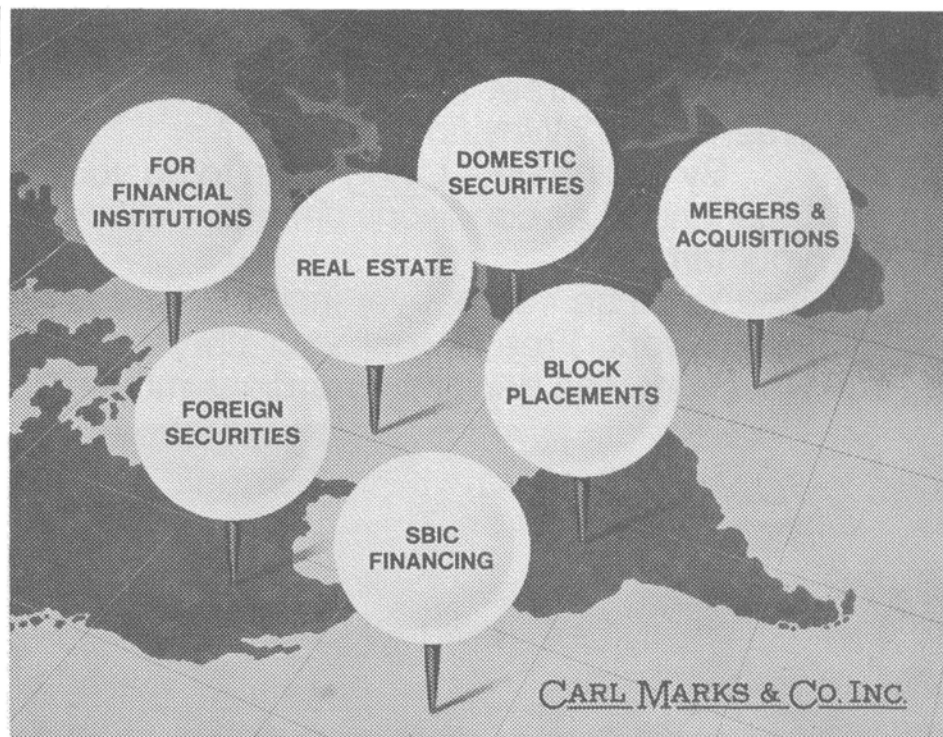 FOR
FINANCIAL
INSTITUTIONS
DOMESTIC
SECURITIES
MERGERS &
ACQUISITIONS
REAL ESTATE
BLOCK
PLACEMENTS
FOREIGN
SECURITIES
SBIC
FINANCING
CARL MARKS & CO. INC.